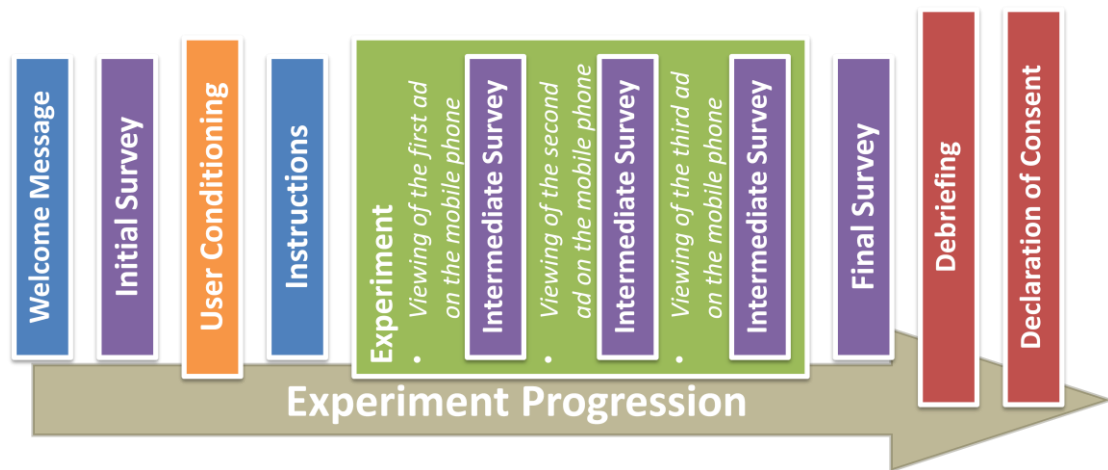 Welcome Message
Initial Survey
User Conditioning
Instructions
Experiment
• Viewing of the first ad
on the mobile phone
Intermediate Survey
• Viewing of the second
ad on the mobile phone
Intermediate Survey
• Viewing of the third ad
on the mobile phone
Intermediate Survey
Final Survey
Debriefing
Declaration of Consent
Experiment Progression